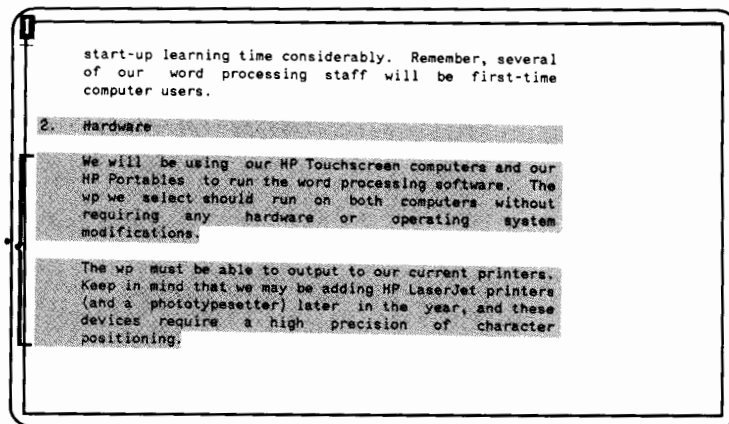 start-up learning time considerably. Remember, several
of our word processing staff will be first-time
computer users.
2. Hardware
We will be using our HP Touchscreen computers and our
HP Portables to run the word processing software. The
wp we select should run on both computers without
requiring any hardware or operating system
modifications.
The wp must be able to output to our current printers.
Keep in mind that we may be adding HP LaserJet printers
(and a phototypesetter) later in the year, and these
devices require a high precision of character
positioning.